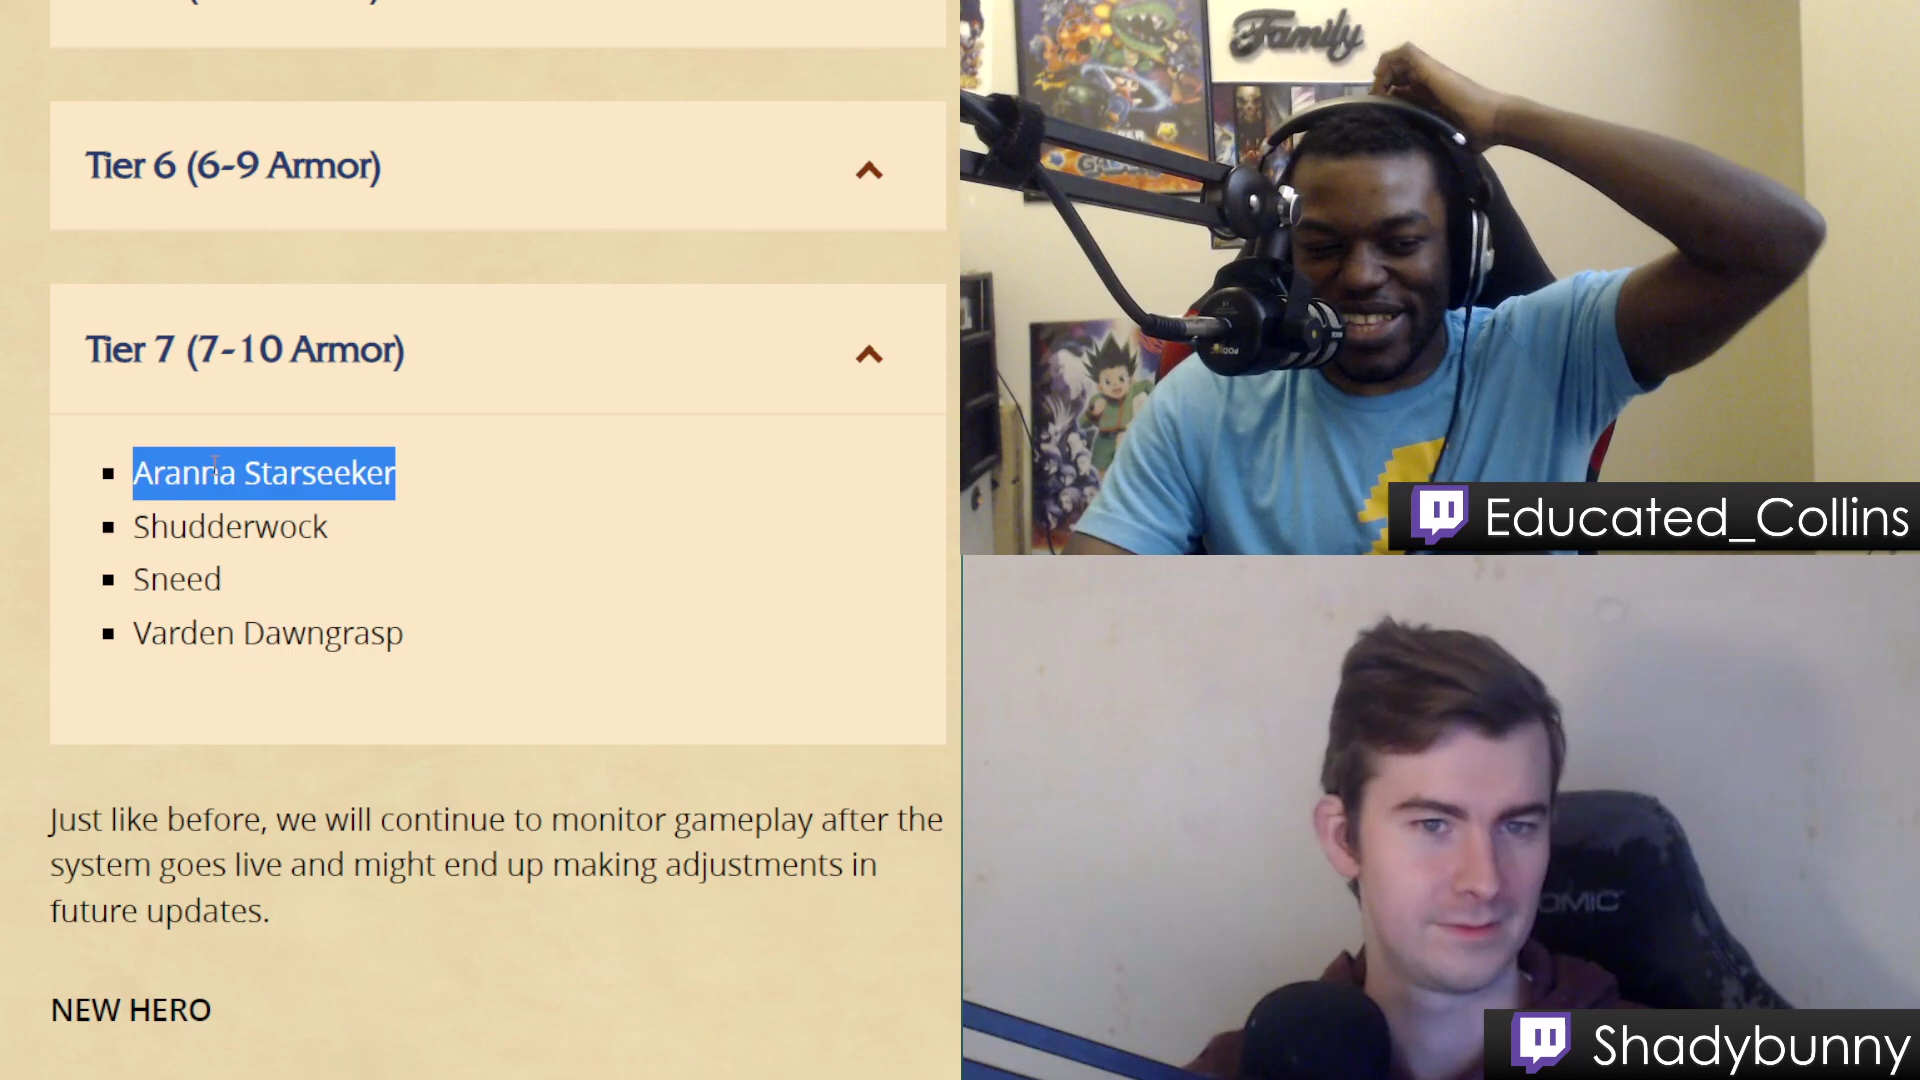 Tier 6 (6-9 Armor)
Tier 7 (7-10 Armor)
Aranna Starseeker
Shudderwock
Sneed
Varden Dawngrasp
Just like before, we will continue to monitor gameplay after the
system goes live and might end up making adjustments in
future updates.
NEW HERO
Family
Educated_Collins
OMIC
Shadybunny